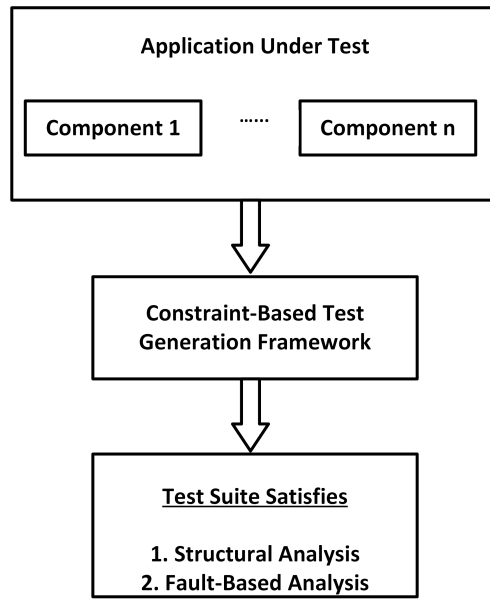 Application Under Test
Component 1 ...... Component n
Constraint-Based Test
Generation Framework
Test Suite Satisfies
1. Structural Analysis
2. Fault-Based Analysis